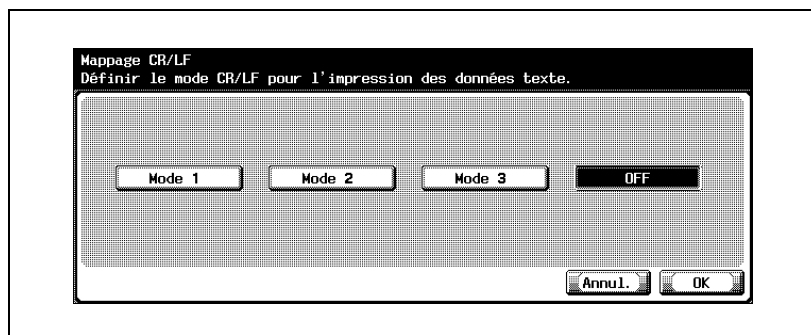 Mappage CR/LF
Définir le mode CR/LF pour l'impression des données texte.
Mode 1 Mode 2 Mode 3 OFF
Annul. OK